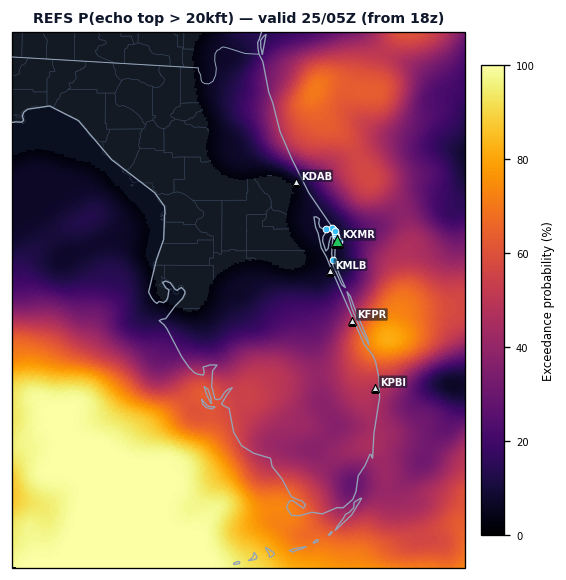 REFS P(echo top > 20kft) — valid 25/05Z (from 18z)
KDAB
KXMR
KMLB
KFPR
KPBI
100
80
60
40
20
0
Exceedance probability (%)